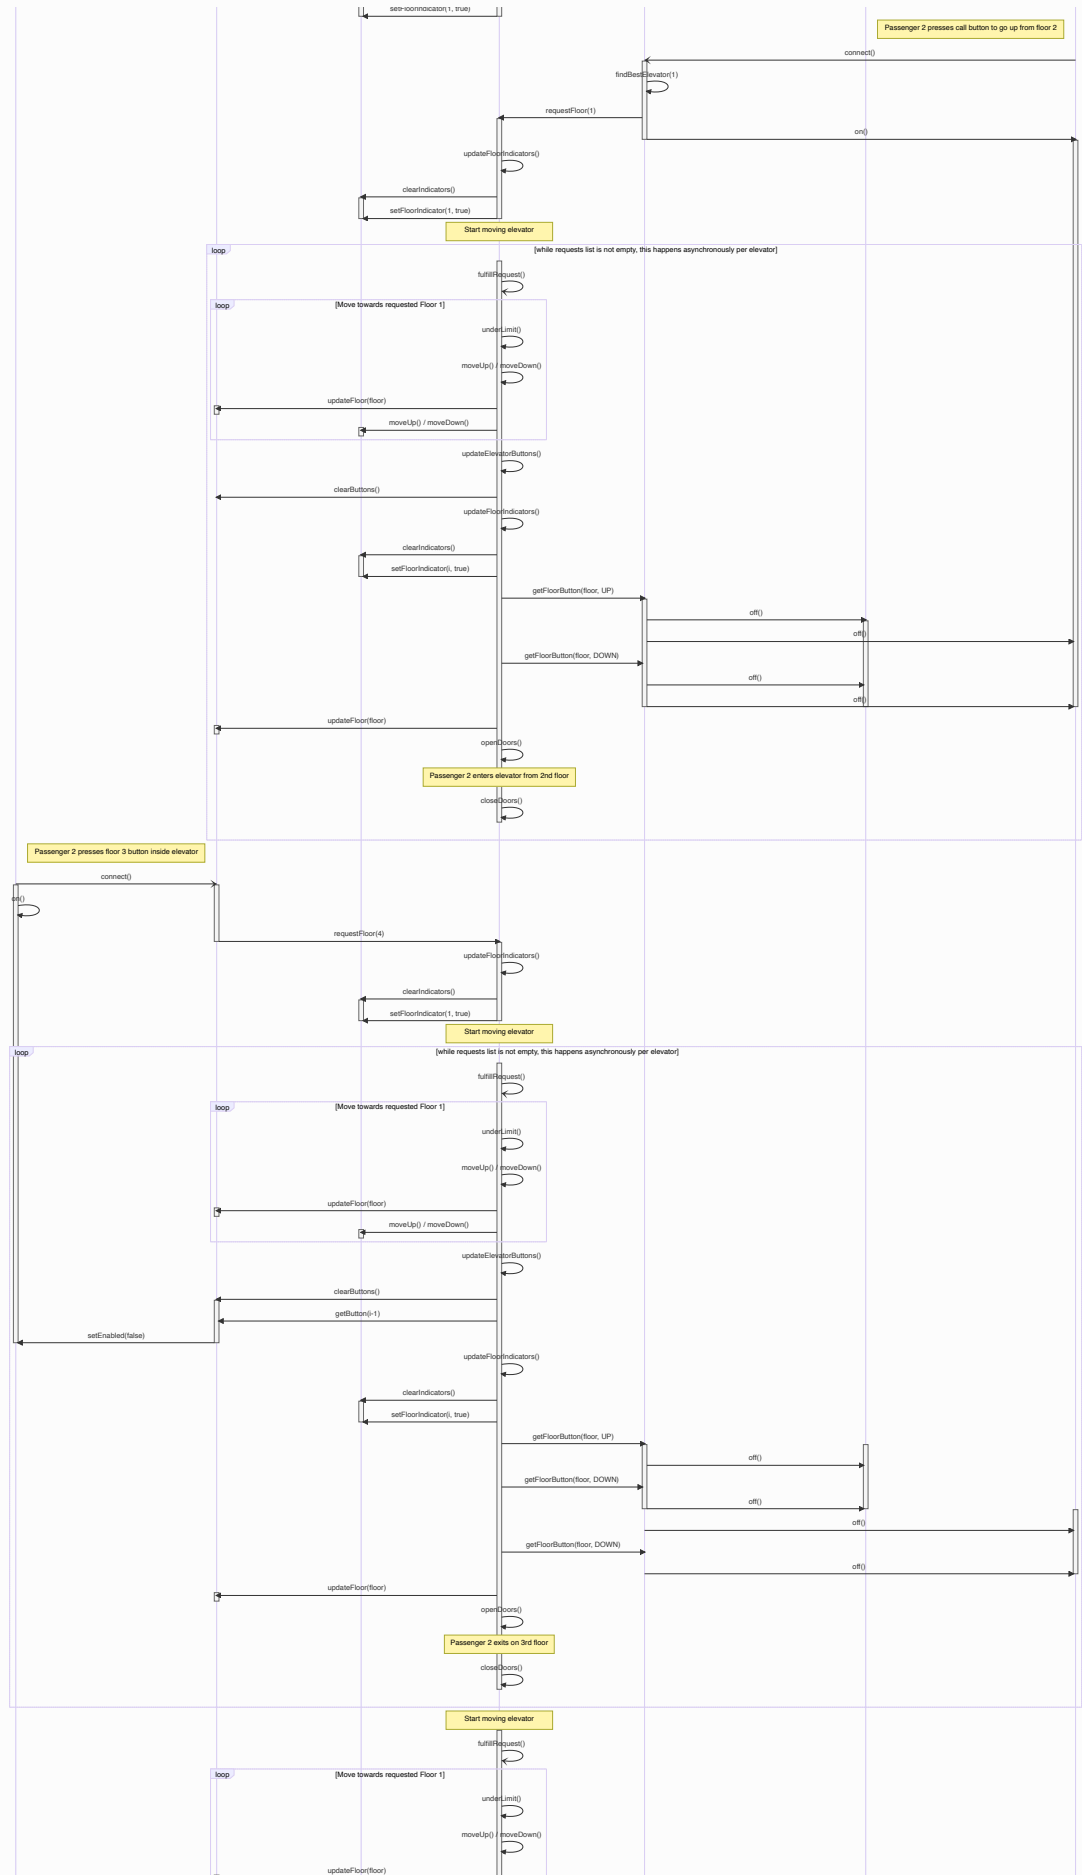 setFloorIndicator(1, true)
Passenger 2 presses call button to go up from floor 2
connect()
findBestElevator(1)
requestFloor(1)
on()
updateFloorIndicators()
clearIndicators()
setFloorIndicator(1, true)
Start moving elevator
loop
[while requests list is not empty, this happens asynchronously per elevator]
fulfillRequest()
loop
[Move towards requested Floor 1]
underLimit()
moveUp() / moveDown()
updateFloor(floor)
moveUp() / moveDown()
updateElevatorButtons()
clearButtons()
updateFloorIndicators()
clearIndicators()
setFloorIndicator(i, true)
getFloorButton(floor, UP)
off()
off()
getFloorButton(floor, DOWN)
off()
off()
updateFloor(floor)
openDoors()
Passenger 2 enters elevator from 2nd floor
closeDoors()
Passenger 2 presses floor 3 button inside elevator
connect()
on()
requestFloor(4)
updateFloorIndicators()
clearIndicators()
setFloorIndicator(1, true)
Start moving elevator
loop
[while requests list is not empty, this happens asynchronously per elevator]
fulfillRequest()
loop
[Move towards requested Floor 1]
underLimit()
moveUp() / moveDown()
updateFloor(floor)
moveUp() / moveDown()
updateElevatorButtons()
clearButtons()
getButton(i-1)
setEnabled(false)
updateFloorIndicators()
clearIndicators()
setFloorIndicator(i, true)
getFloorButton(floor, UP)
off()
getFloorButton(floor, DOWN)
off()
off()
getFloorButton(floor, DOWN)
off()
updateFloor(floor)
openDoors()
Passenger 2 exits on 3rd floor
closeDoors()
Start moving elevator
fulfillRequest()
loop
[Move towards requested Floor 1]
underLimit()
moveUp() / moveDown()
updateFloor(floor)